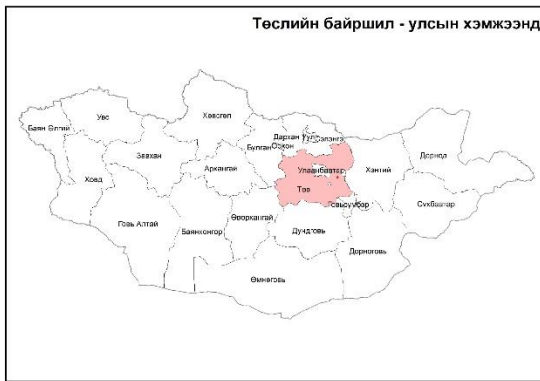 Төслийн байршил - улсын хэмжээнд
Увс
Хөвсгөл
Баян Өлгий
Дархан Уул
Сэлэнгэ
Орхон
Булган
Завхан
Архангай
Улаанбаатар
Хэнтий
Дорнод
Ховд
Төв
Сүхбаатар
Говь Алтай
Баянхонгор
Өворхангай
Говьсүмбэр
Дундговь
Дорноговь
Өмнөговь